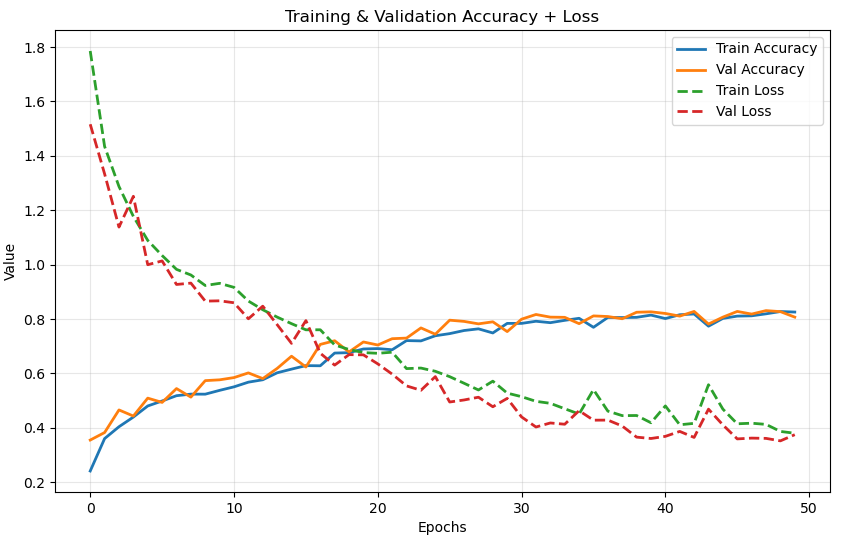 Training & Validation Accuracy + Loss
Train Accuracy
Val Accuracy
Train Loss
Val Loss
1.8
1.6
1.4
1.2
1.0
0.8
0.6
0.4
0.2
Value
0 10 20 30 40 50
Epochs